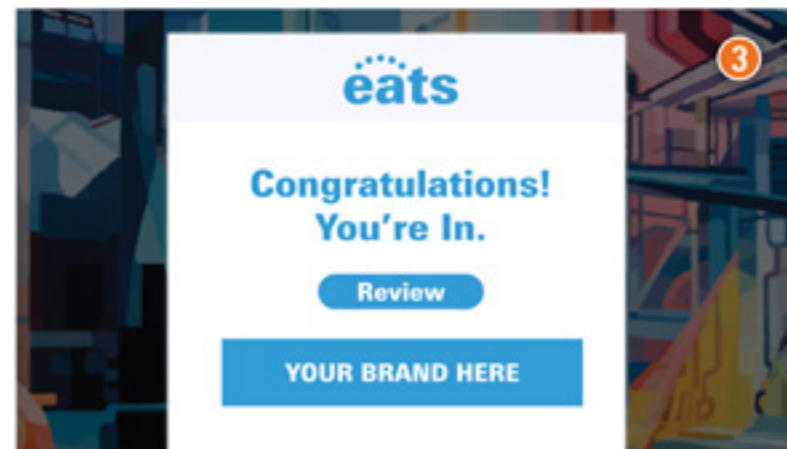 3
eats
Congratulations!
You're In.
Review
YOUR BRAND HERE